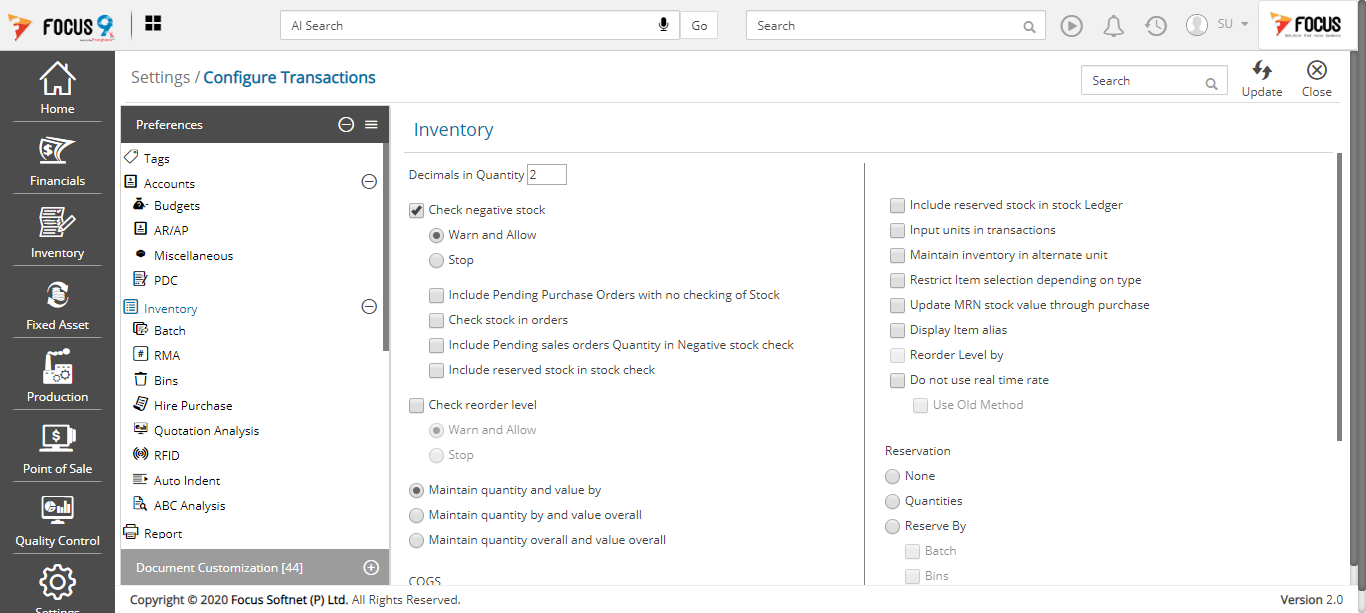 FOCUS 9
AI Search
Go
Search
SU
FOCUS
Settings / Configure Transactions
Search
Update
Close
Home
Financials
Inventory
Fixed Asset
Production
Point of Sale
Quality Control
Settings
Preferences
Tags
Accounts
Budgets
AR/AP
Miscellaneous
PDC
Inventory
Batch
RMA
Bins
Hire Purchase
Quotation Analysis
RFID
Auto Indent
ABC Analysis
Report
Document Customization [44]
Inventory
Decimals in Quantity 2
Check negative stock
Warn and Allow
Stop
Include Pending Purchase Orders with no checking of Stock
Check stock in orders
Include Pending sales orders Quantity in Negative stock check
Include reserved stock in stock check
Check reorder level
Warn and Allow
Stop
Maintain quantity and value by
Maintain quantity by and value overall
Maintain quantity overall and value overall
COGS
Include reserved stock in stock Ledger
Input units in transactions
Maintain inventory in alternate unit
Restrict Item selection depending on type
Update MRN stock value through purchase
Display Item alias
Reorder Level by
Do not use real time rate
Use Old Method
Reservation
None
Quantities
Reserve By
Batch
Bins
Copyright © 2020 Focus Softnet (P) Ltd. All Rights Reserved.
Version 2.0